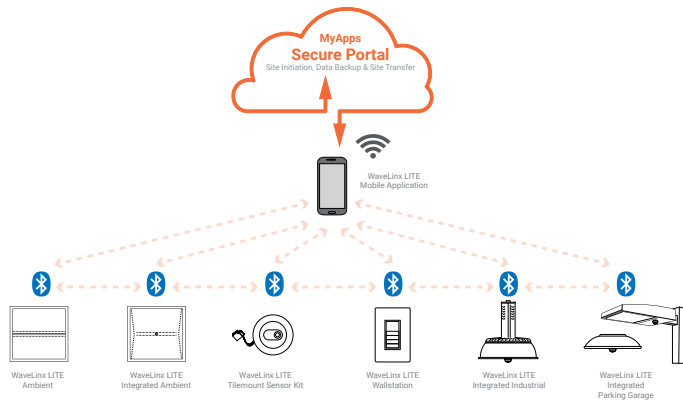 MyApps
Secure Portal
Site Initiation, Data Backup & Site Transfer
WaveLinx LITE
Mobile Application
WaveLinx LITE
Ambient
WaveLinx LITE
Integrated Ambient
WaveLinx LITE
Tilemount Sensor Kit
WaveLinx LITE
Wallstation
WaveLinx LITE
Integrated Industrial
WaveLinx LITE
Integrated
Parking Garage